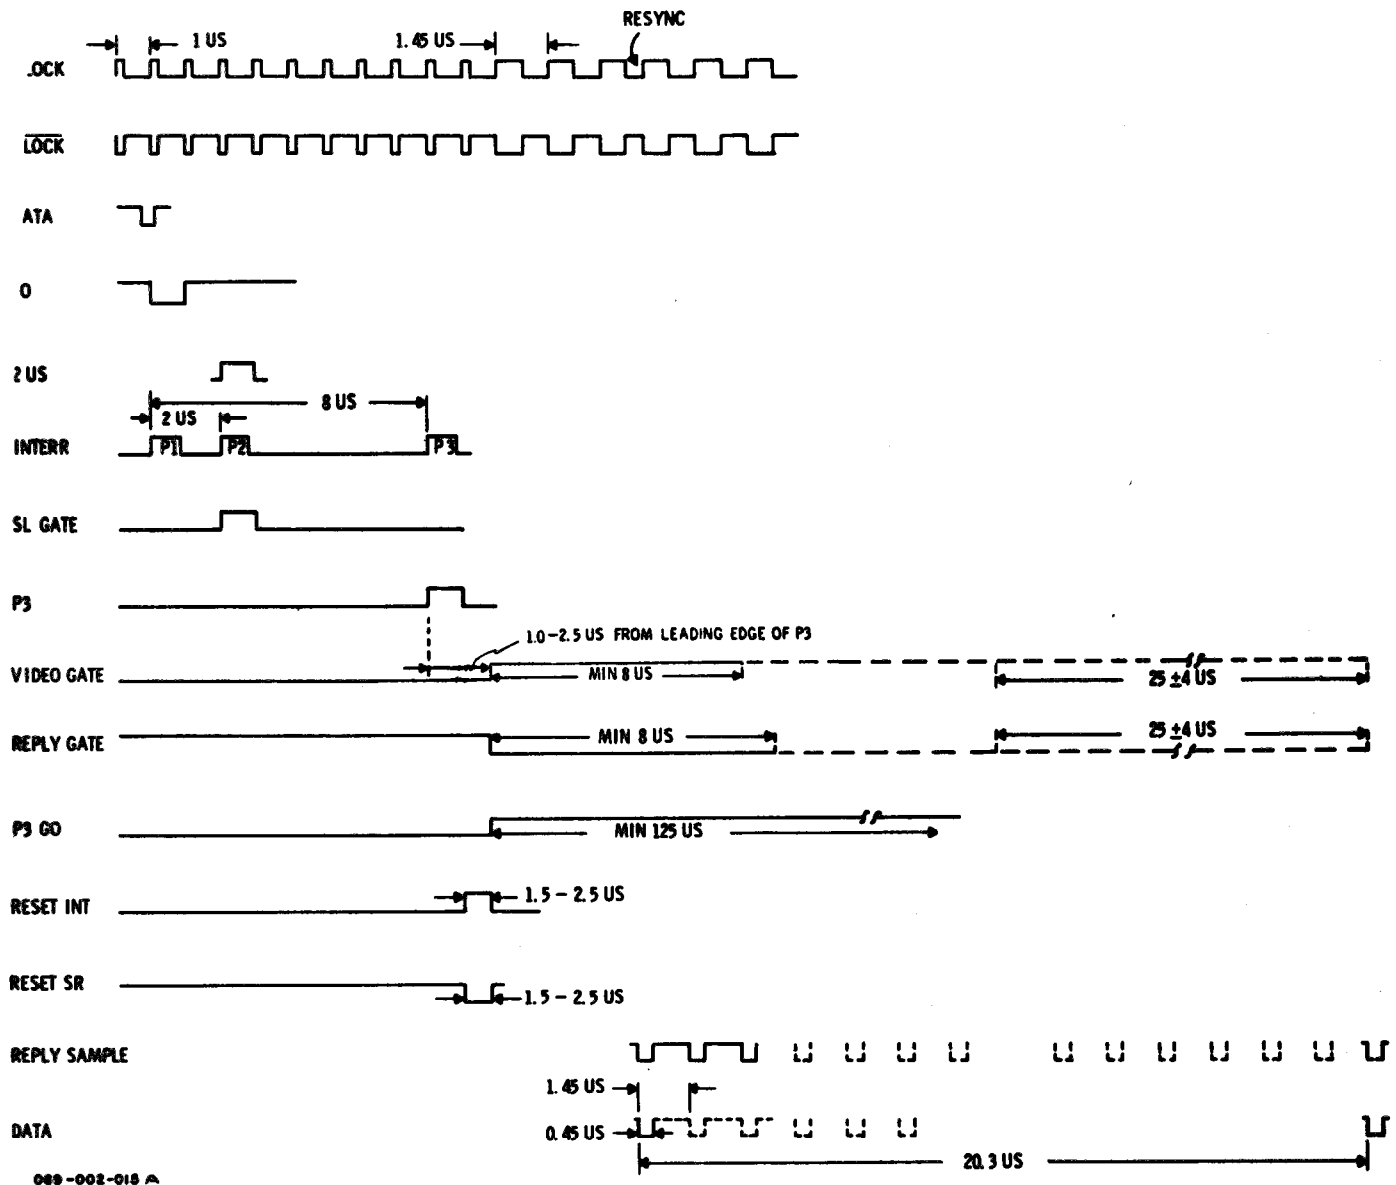 RESYNC
1 US
1.45 US
LOCK
LOCK
ATA
0
2 US
8 US
2 US
INTERR
P1
P2
P3
SL GATE
P3
1.0-2.5 US FROM LEADING EDGE OF P3
VIDEO GATE
MIN 8 US
25 ±4 US
REPLY GATE
MIN 8 US
25 ±4 US
P3 GO
MIN 125 US
RESET INT
1.5 - 2.5 US
RESET SR
1.5 - 2.5 US
REPLY SAMPLE
1.45 US
DATA
0.45 US
20.3 US
069-002-018 A